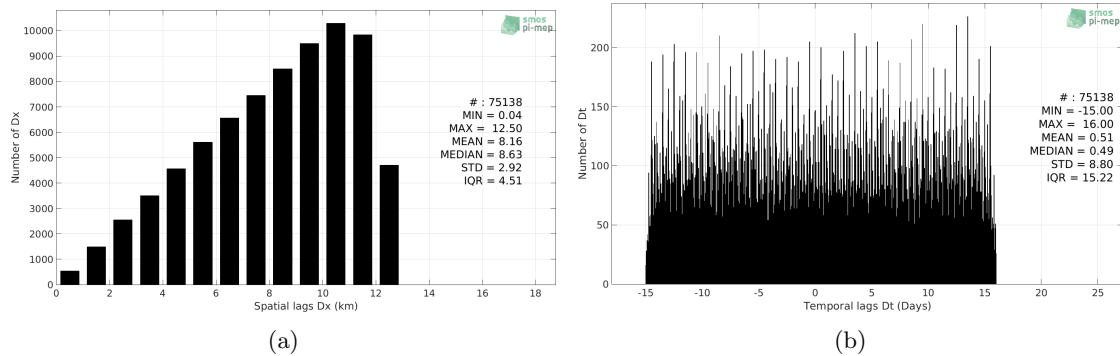 smos
pi-mep
10000
9000
8000
7000
6000
5000
4000
3000
2000
1000
0
Number of Dx
# : 75138
MIN = 0.04
MAX = 12.50
MEAN = 8.16
MEDIAN = 8.63
STD = 2.92
IQR = 4.51
0 2 4 6 8 10 12 14 16 18
Spatial lags Dx (km)
(a)
smos
pi-mep
200
150
100
50
0
Number of Dt
# : 75138
MIN = -15.00
MAX = 16.00
MEAN = 0.51
MEDIAN = 0.49
STD = 8.80
IQR = 15.22
-15 -10 -5 0 5 10 15 20 25
Temporal lags Dt (Days)
(b)